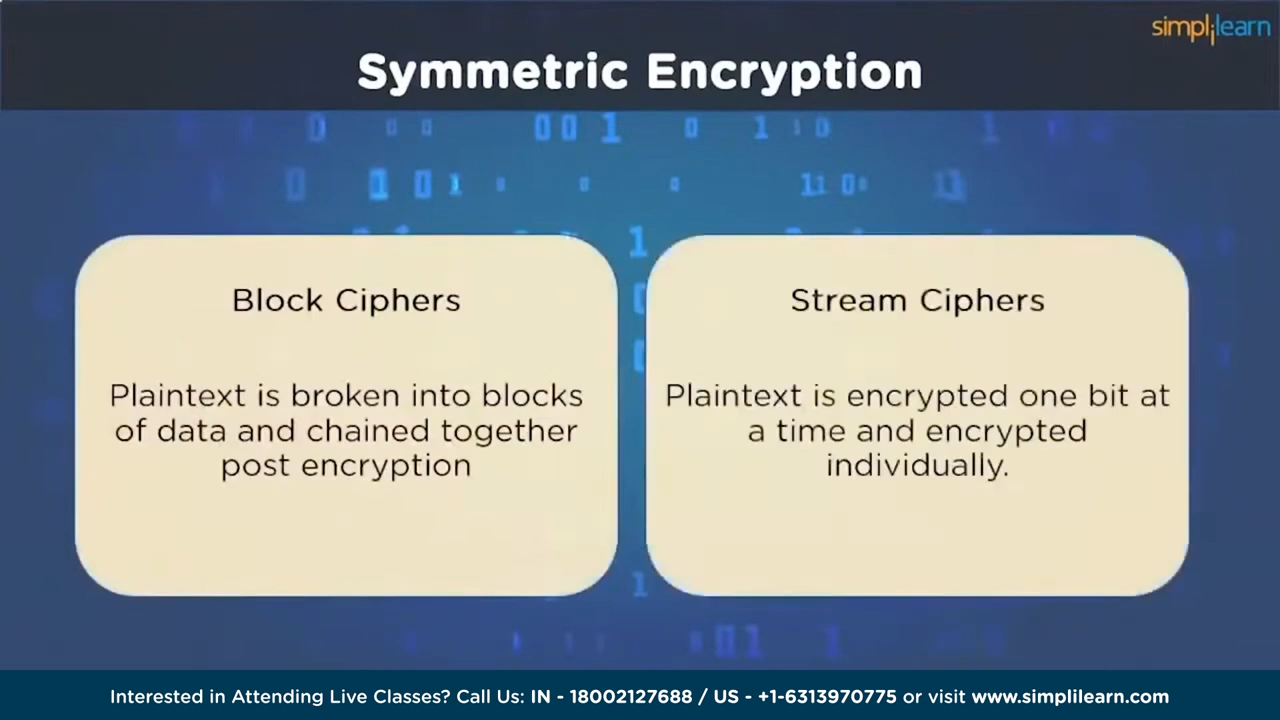 simplilearn
Symmetric Encryption
Block Ciphers
Plaintext is broken into blocks
of data and chained together
post encryption
Stream Ciphers
Plaintext is encrypted one bit at
a time and encrypted
individually.
Interested in Attending Live Classes? Call Us: IN - 18002127688 / US - +1-6313970775 or visit www.simplilearn.com